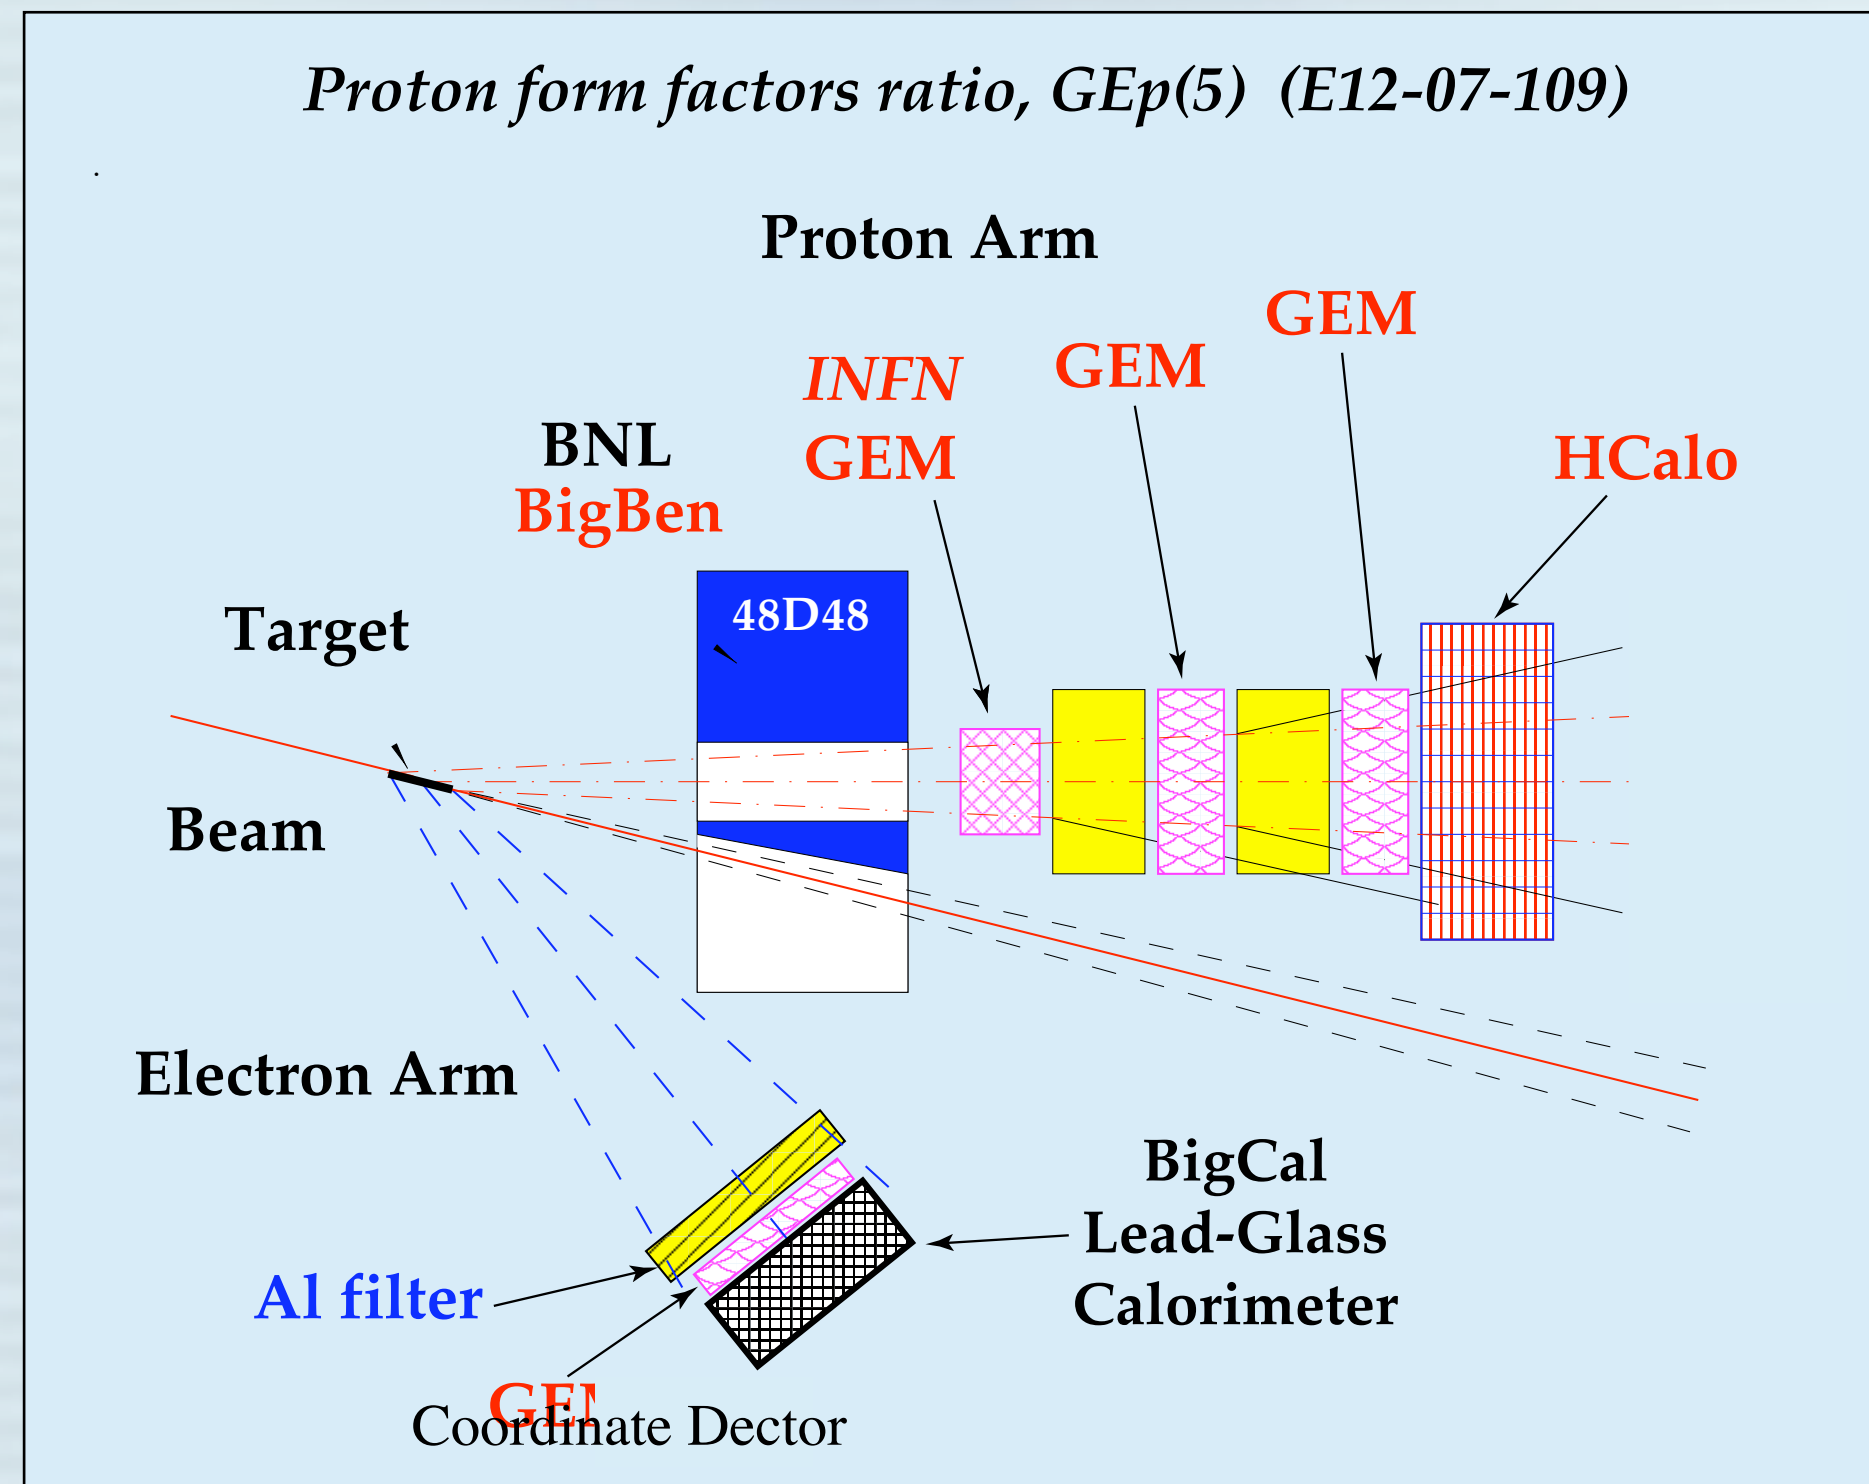 Proton form factors ratio, GEp(5) (E12-07-109)
Proton Arm
GEM
GEM
INFN
GEM
BNL
BigBen
HCalo
48D48
Target
Beam
Electron Arm
BigCal
Lead-Glass
Calorimeter
Al filter
Coordinate Dector